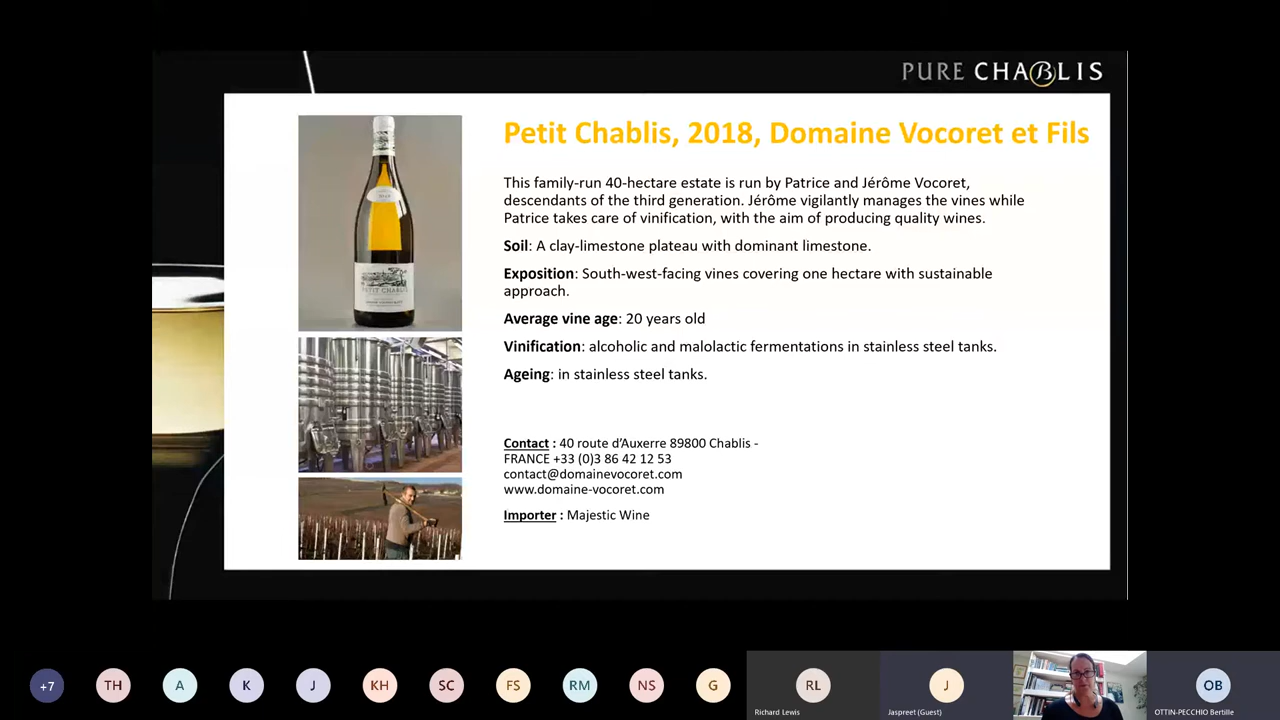 PURE CHABLIS
Petit Chablis, 2018, Domaine Vocoret et Fils
This family-run 40-hectare estate is run by Patrice and Jérôme Vocoret,
descendants of the third generation. Jérôme vigilantly manages the vines while
Patrice takes care of vinification, with the aim of producing quality wines.
Soil: A clay-limestone plateau with dominant limestone.
Exposition: South-west-facing vines covering one hectare with sustainable
approach.
Average vine age: 20 years old
Vinification: alcoholic and malolactic fermentations in stainless steel tanks.
Ageing: in stainless steel tanks.
Contact : 40 route d'Auxerre 89800 Chablis -
FRANCE +33 (0)3 86 42 12 53
contact@domainevocoret.com
www.domaine-vocoret.com
Importer : Majestic Wine
PETIT CHABLIS
+7 TH A K J KH SC FS RM NS G RL J OB
Richard Lewis Jaspreet (Guest) OTTIN-PECCHIO Bertille